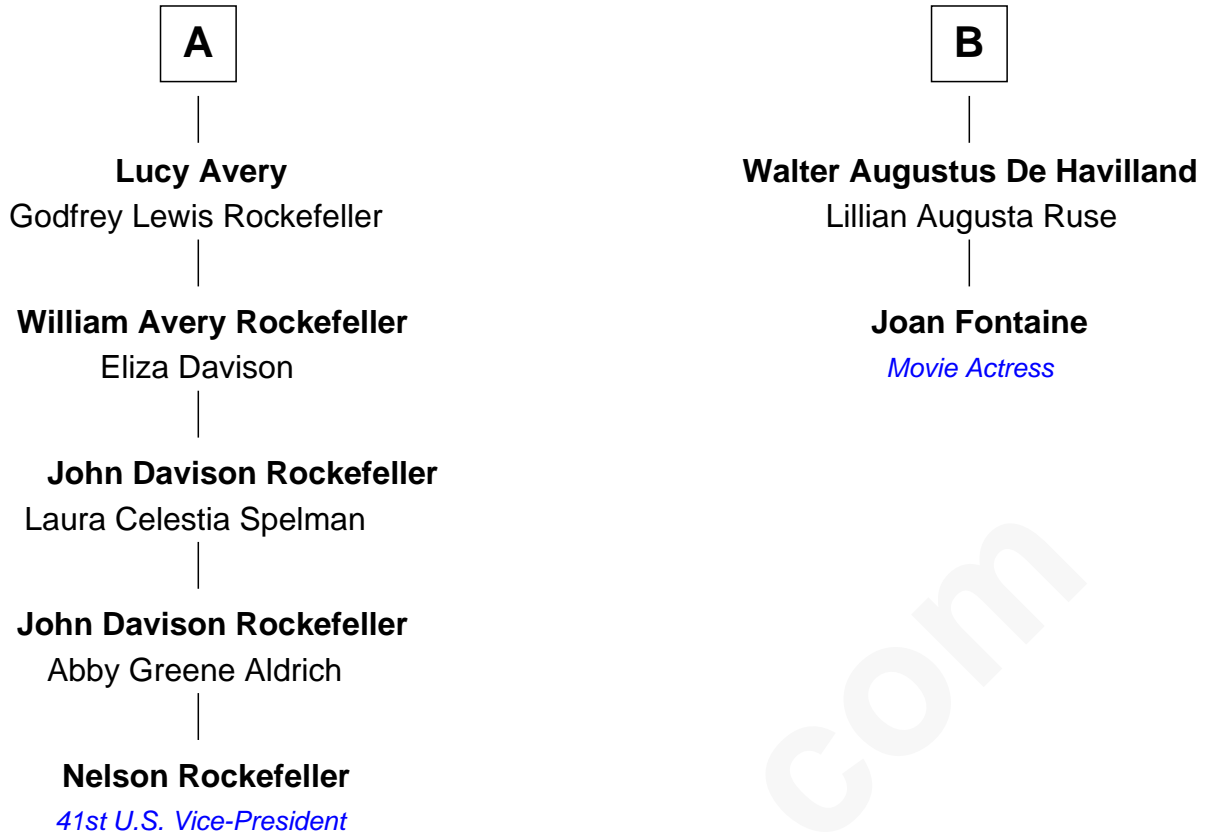 A
Lucy Avery
Godfrey Lewis Rockefeller
William Avery Rockefeller
Eliza Davison
John Davison Rockefeller
Laura Celestia Spelman
John Davison Rockefeller
Abby Greene Aldrich
Nelson Rockefeller
41st U.S. Vice-President
B
Walter Augustus De Havilland
Lillian Augusta Ruse
Joan Fontaine
Movie Actress
com